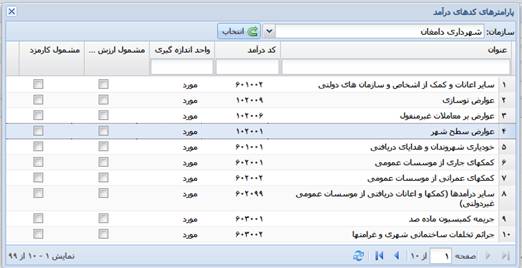 پارامترهای کدهای درآمد
سازمان: شهرداری دامغان انتخاب
عنوان کد درآمد واحد اندازه گیری مشمول ارزش ... مشمول کارمزد
۱ سایر اعانات و کمک از اشخاص و سازمان های دولتی ۶۰۱۰۰۲ مورد
۲ عوارض نوسازی ۱۰۲۰۰۹ مورد
۳ عوارض بر معاملات غیرمنقول ۱۰۲۰۰۶ مورد
۴ عوارض سطح شهر ۱۰۲۰۰۱ مورد
۵ خودیاری شهروندان و هدایای دریافتی ۶۰۱۰۰۱ مورد
۶ کمکهای جاری از موسسات عمومی ۶۰۲۰۰۱ مورد
۷ کمکهای عمرانی از موسسات عمومی ۶۰۲۰۰۲ مورد
۸ سایر درآمدها (کمکها و اعانات دریافتی از موسسات عمومی ۶۰۲۰۹۹ مورد
غیردولتی)
۹ جریمه کمیسیون ماده صد ۶۰۳۰۰۱ مورد
۱۰ جرائم تخلفات ساختمانی شهری و غرامتها ۶۰۳۰۰۲ مورد
صفحه ۱ از ۱۰ نمایش ۱ - ۱۰ از ۹۹